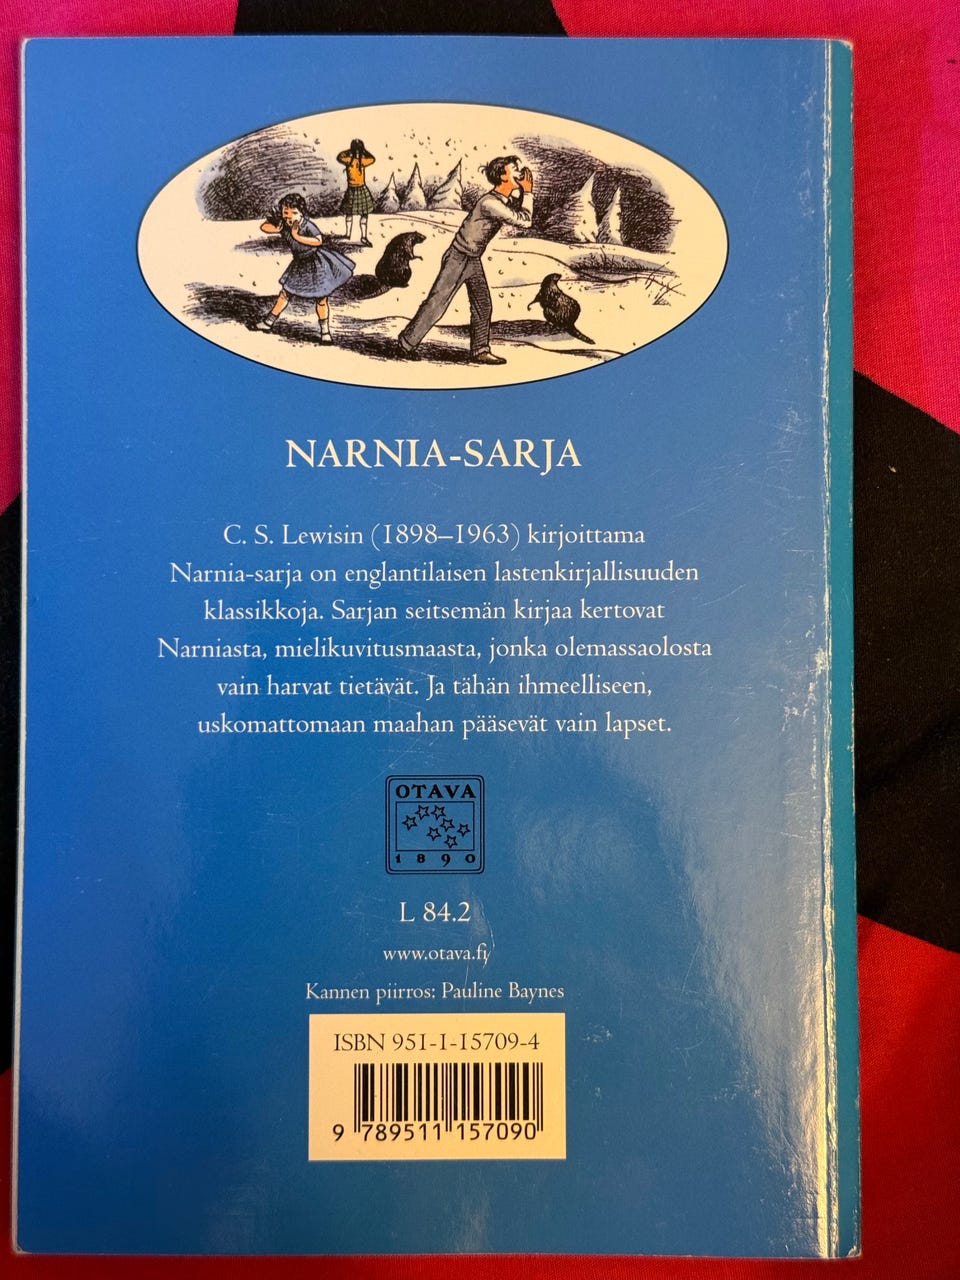 NARNIA-SARJA
C. S. Lewisin (1898–1963) kirjoittama
Narnia-sarja on englantilaisen lastenkirjallisuuden
klassikkoja. Sarjan seitsemän kirjaa kertovat
Narniasta, mielikuvitusmaasta, jonka olemassaolosta
vain harvat tietävät. Ja tähän ihmeelliseen,
uskomattomaan maahan pääsevät vain lapset.
OTAVA
1890
L 84.2
www.otava.fi
Kannen piirros: Pauline Baynes
ISBN 951-1-15709-4
9 789511 157090